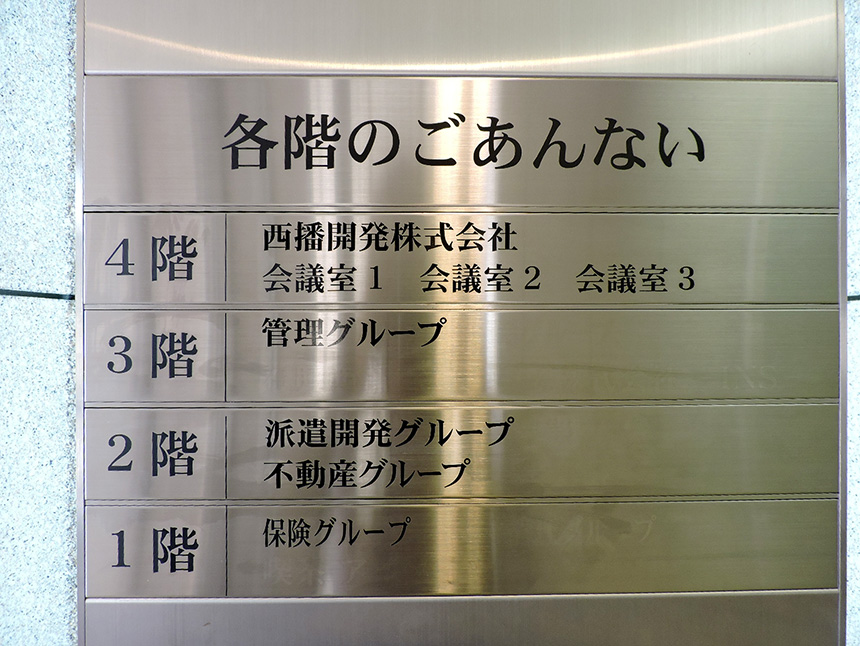 各階のごあんない
4階 西播開発株式会社
会議室1 会議室2 会議室3
3階 管理グループ
2階 派遣開発グループ
不動産グループ
1階 保険グループ